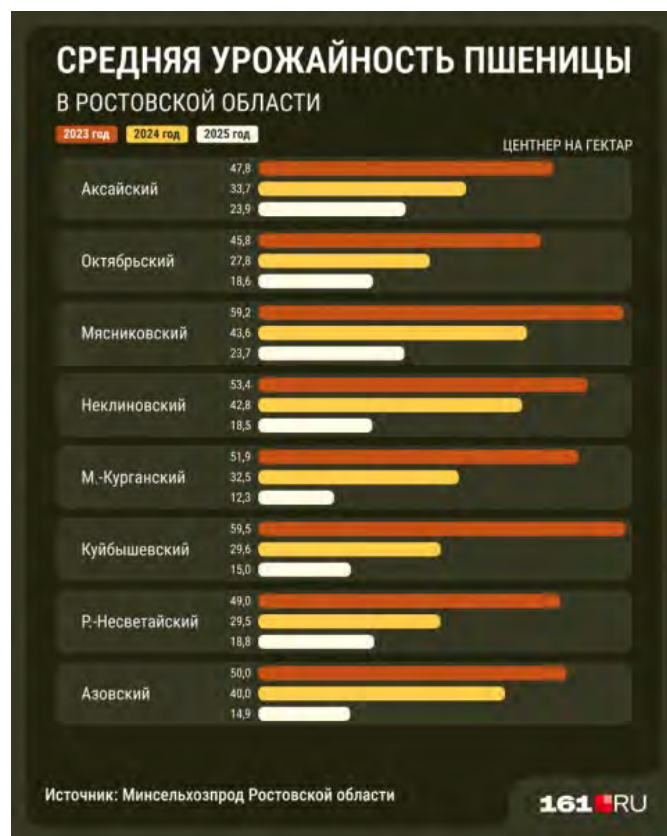 СРЕДНЯЯ УРОЖАЙНОСТЬ ПШЕНИЦЫ
В РОСТОВСКОЙ ОБЛАСТИ
2023 год 2024 год 2025 год
ЦЕНТНЕР НА ГЕКТАР
Аксайский
47,8
33,7
23,9
Октябрьский
45,8
27,8
18,6
Мясниковский
59,2
43,6
23,7
Неклиновский
53,4
42,8
18,5
М.-Курганский
51,9
32,5
12,3
Куйбышевский
59,5
29,6
15,0
Р.-Несветайский
49,0
29,5
18,8
Азовский
50,0
40,0
14,9
Источник: Минсельхозпрод Ростовской области
161.RU